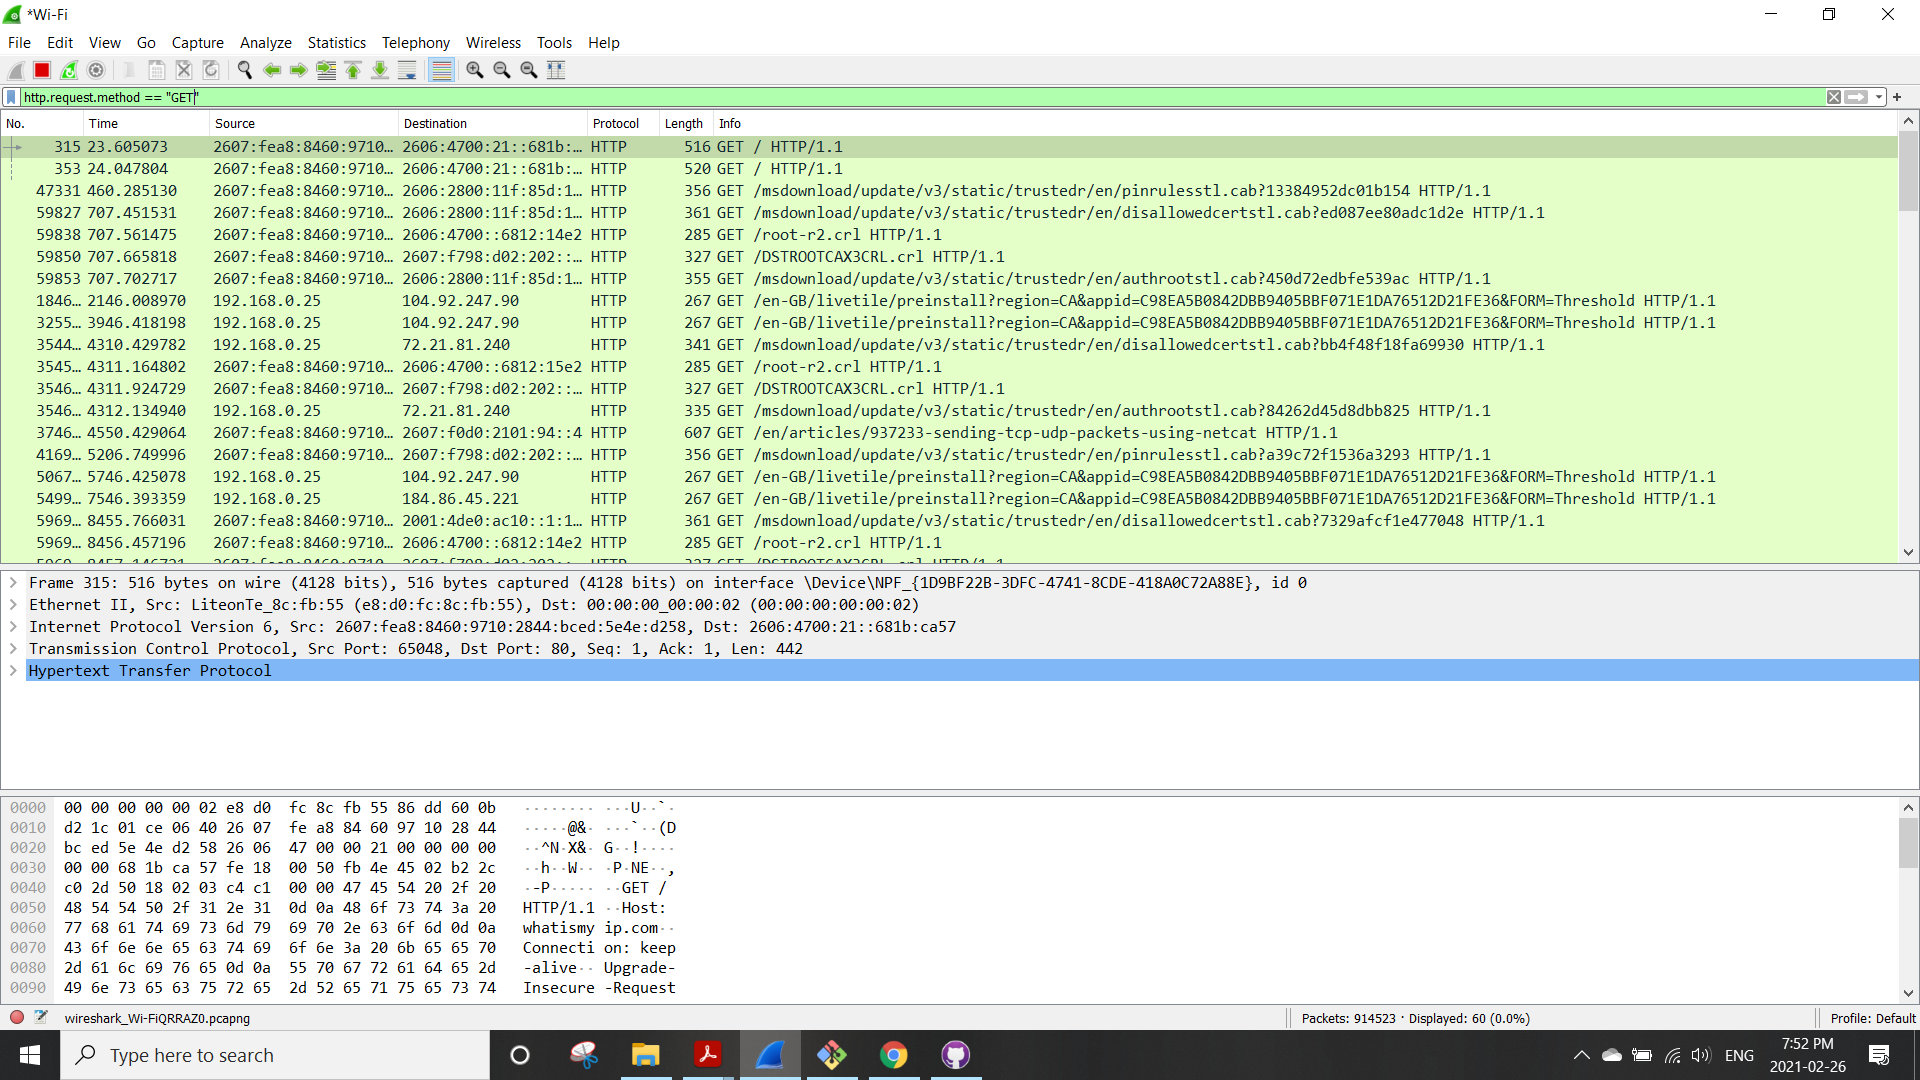 *Wi-Fi
File Edit View Go Capture Analyze Statistics Telephony Wireless Tools Help
http.request.method == "GET"
No. Time Source Destination Protocol Length Info
315 23.605073 2607:fea8:8460:9710… 2606:4700:21::681b:… HTTP 516 GET / HTTP/1.1
353 24.047804 2607:fea8:8460:9710… 2606:4700:21::681b:… HTTP 520 GET / HTTP/1.1
47331 460.285130 2607:fea8:8460:9710… 2606:2800:11f:85d:1… HTTP 356 GET /msdownload/update/v3/static/trustedr/en/pinrulesstl.cab?13384952dc01b154 HTTP/1.1
59827 707.451531 2607:fea8:8460:9710… 2606:2800:11f:85d:1… HTTP 361 GET /msdownload/update/v3/static/trustedr/en/disallowedcertstl.cab?ed087ee80adc1d2e HTTP/1.1
59838 707.561475 2607:fea8:8460:9710… 2606:4700::6812:14e2 HTTP 285 GET /root-r2.crl HTTP/1.1
59850 707.665818 2607:fea8:8460:9710… 2607:f798:d02:202::… HTTP 327 GET /DSTROOTCAX3CRL.crl HTTP/1.1
59853 707.702717 2607:fea8:8460:9710… 2606:2800:11f:85d:1… HTTP 355 GET /msdownload/update/v3/static/trustedr/en/authrootstl.cab?450d72edbfe539ac HTTP/1.1
1846… 2146.008970 192.168.0.25 104.92.247.90 HTTP 267 GET /en-GB/livetile/preinstall?region=CA&appid=C98EA5B0842DBB9405BBF071E1DA76512D21FE36&FORM=Threshold HTTP/1.1
3255… 3946.418198 192.168.0.25 104.92.247.90 HTTP 267 GET /en-GB/livetile/preinstall?region=CA&appid=C98EA5B0842DBB9405BBF071E1DA76512D21FE36&FORM=Threshold HTTP/1.1
3544… 4310.429782 192.168.0.25 72.21.81.240 HTTP 341 GET /msdownload/update/v3/static/trustedr/en/disallowedcertstl.cab?bb4f48f18fa69930 HTTP/1.1
3545… 4311.164802 2607:fea8:8460:9710… 2606:4700::6812:15e2 HTTP 285 GET /root-r2.crl HTTP/1.1
3546… 4311.924729 2607:fea8:8460:9710… 2607:f798:d02:202::… HTTP 327 GET /DSTROOTCAX3CRL.crl HTTP/1.1
3546… 4312.134940 192.168.0.25 72.21.81.240 HTTP 335 GET /msdownload/update/v3/static/trustedr/en/authrootstl.cab?84262d45d8dbb825 HTTP/1.1
3746… 4550.429064 2607:fea8:8460:9710… 2607:f0d0:2101:94::4 HTTP 607 GET /en/articles/937233-sending-tcp-udp-packets-using-netcat HTTP/1.1
4169… 5206.749996 2607:fea8:8460:9710… 2607:f798:d02:202::… HTTP 356 GET /msdownload/update/v3/static/trustedr/en/pinrulesstl.cab?a39c72f1536a3293 HTTP/1.1
5067… 5746.425078 192.168.0.25 104.92.247.90 HTTP 267 GET /en-GB/livetile/preinstall?region=CA&appid=C98EA5B0842DBB9405BBF071E1DA76512D21FE36&FORM=Threshold HTTP/1.1
5499… 7546.393359 192.168.0.25 184.86.45.221 HTTP 267 GET /en-GB/livetile/preinstall?region=CA&appid=C98EA5B0842DBB9405BBF071E1DA76512D21FE36&FORM=Threshold HTTP/1.1
5969… 8455.766031 2607:fea8:8460:9710… 2001:4de0:ac10::1:1… HTTP 361 GET /msdownload/update/v3/static/trustedr/en/disallowedcertstl.cab?7329afcf1e477048 HTTP/1.1
5969… 8456.457196 2607:fea8:8460:9710… 2606:4700::6812:14e2 HTTP 285 GET /root-r2.crl HTTP/1.1
Frame 315: 516 bytes on wire (4128 bits), 516 bytes captured (4128 bits) on interface \Device\NPF_{1D9BF22B-3DFC-4741-8CDE-418A0C72A88E}, id 0
Ethernet II, Src: LiteonTe_8c:fb:55 (e8:d0:fc:8c:fb:55), Dst: 00:00:00_00:00:02 (00:00:00:00:00:02)
Internet Protocol Version 6, Src: 2607:fea8:8460:9710:2844:bced:5e4e:d258, Dst: 2606:4700:21::681b:ca57
Transmission Control Protocol, Src Port: 65048, Dst Port: 80, Seq: 1, Ack: 1, Len: 442
Hypertext Transfer Protocol
0000 00 00 00 00 00 02 e8 d0 fc 8c fb 55 86 dd 60 0b ········ ···U··`·
0010 d2 1c 01 ce 06 40 26 07 fe a8 84 60 97 10 28 44 ·····@&· ···`··(D
0020 bc ed 5e 4e d2 58 26 06 47 00 00 21 00 00 00 00 ··^N·X&· G··!····
0030 00 00 68 1b ca 57 fe 18 00 50 fb 4e 45 02 b2 2c ··h··W·· ·P·NE··,
0040 c0 2d 50 18 02 03 c4 c1 00 00 47 45 54 20 2f 20 ·-P····· ··GET /
0050 48 54 54 50 2f 31 2e 31 0d 0a 48 6f 73 74 3a 20 HTTP/1.1 ··Host:
0060 77 68 61 74 69 73 6d 79 69 70 2e 63 6f 6d 0d 0a whatismy ip.com··
0070 43 6f 6e 6e 65 63 74 69 6f 6e 3a 20 6b 65 65 70 Connecti on: keep
0080 2d 61 6c 69 76 65 0d 0a 55 70 67 72 61 64 65 2d -alive·· Upgrade-
0090 49 6e 73 65 63 75 72 65 2d 52 65 71 75 65 73 74 Insecure -Request
wireshark_Wi-FiQRRAZ0.pcapng Packets: 914523 · Displayed: 60 (0.0%) Profile: Default
Type here to search
ENG
7:52 PM
2021-02-26